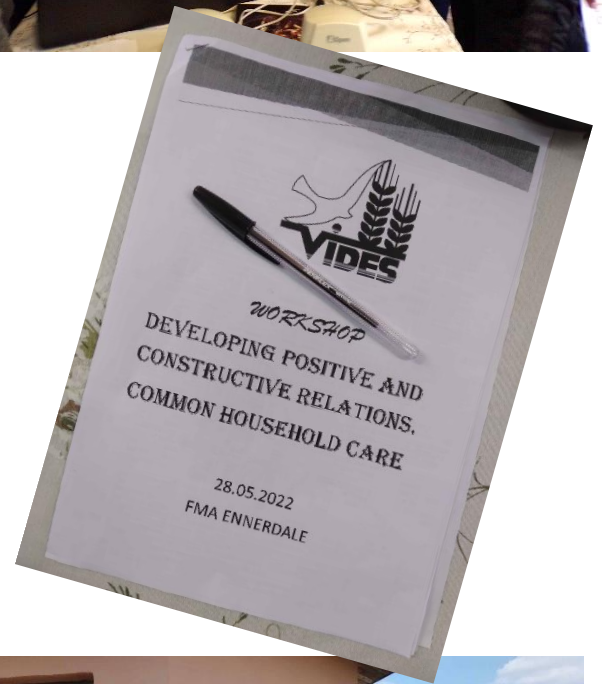 VIDES
WORKSHOP
DEVELOPING POSITIVE AND
CONSTRUCTIVE RELATIONS,
COMMON HOUSEHOLD CARE
28.05.2022
FMA ENNERDALE